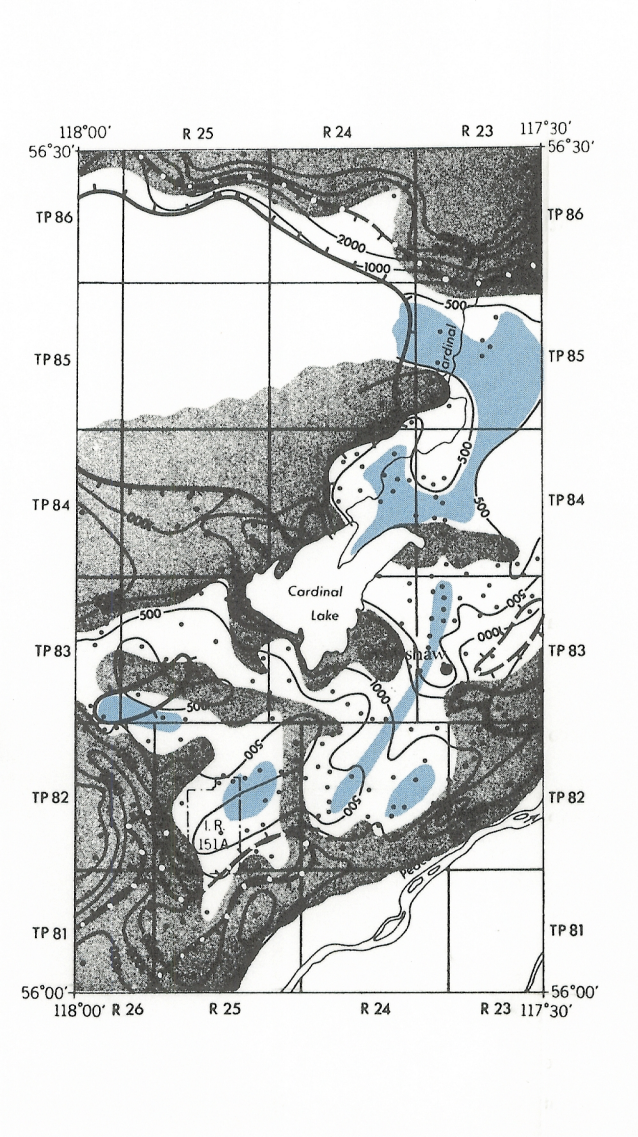 118°00′ R 25 R 24 R 23 117°30′
56°30′ 56°30′
TP 86 TP 86
2000
1000
500
TP 85 TP 85
500
TP 84 500 TP 84
1000
Cardinal
Lake
500 500
1000
TP 83 TP 83
1000
500
500
TP 82 500 TP 82
I. R.
151A
TP 81 TP 81
56°00′ 56°00′
118°00′ R 26 R 25 R 24 R 23 117°30′